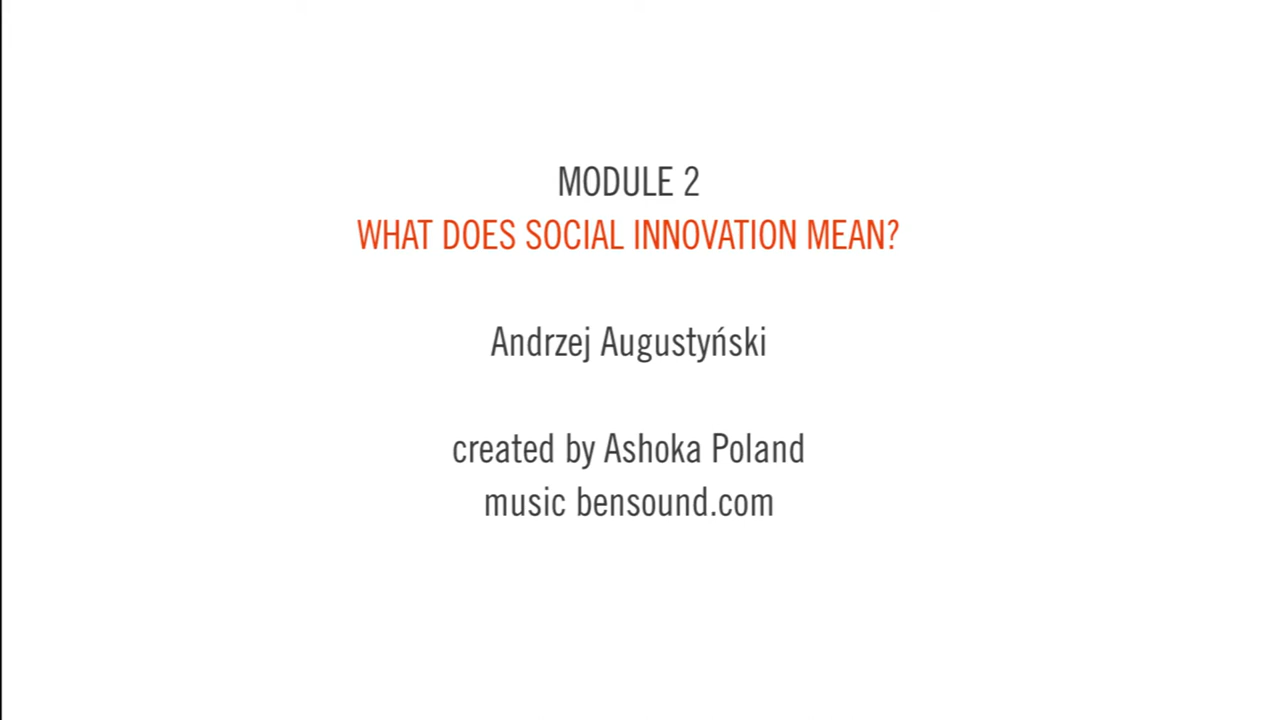 MODULE 2
WHAT DOES SOCIAL INNOVATION MEAN?
Andrzej Augustyński
created by Ashoka Poland
music bensound.com